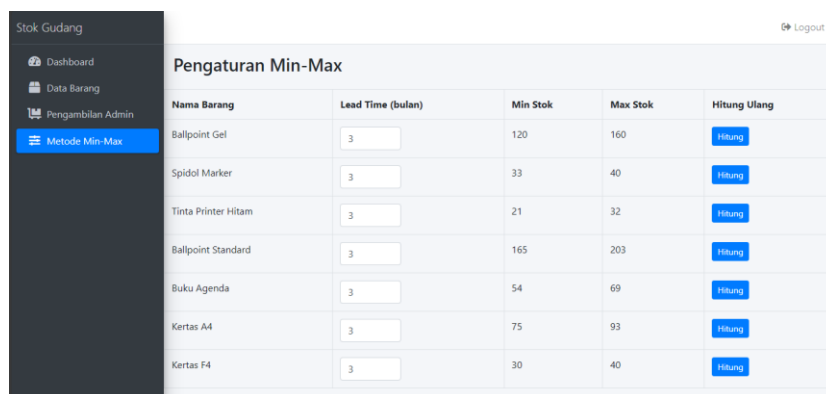 Stok Gudang
Logout
Dashboard
Data Barang
Pengambilan Admin
Metode Min-Max
Pengaturan Min-Max
Nama Barang Lead Time (bulan) Min Stok Max Stok Hitung Ulang
Ballpoint Gel 3 120 160 Hitung
Spidol Marker 3 33 40 Hitung
Tinta Printer Hitam 3 21 32 Hitung
Ballpoint Standard 3 165 203 Hitung
Buku Agenda 3 54 69 Hitung
Kertas A4 3 75 93 Hitung
Kertas F4 3 30 40 Hitung